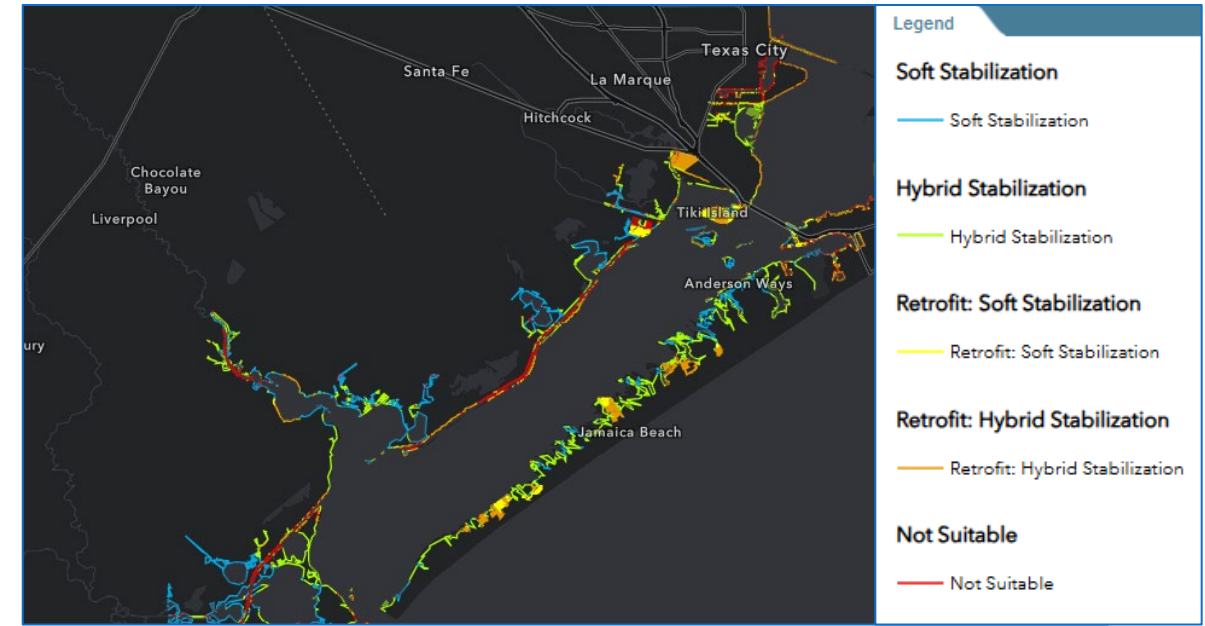 Texas City
Santa Fe
La Marque
Hitchcock
Chocolate
Bayou
Liverpool
Tiki Island
Anderson Ways
ury
Jamaica Beach
Legend
Soft Stabilization
Soft Stabilization
Hybrid Stabilization
Hybrid Stabilization
Retrofit: Soft Stabilization
Retrofit: Soft Stabilization
Retrofit: Hybrid Stabilization
Retrofit: Hybrid Stabilization
Not Suitable
Not Suitable